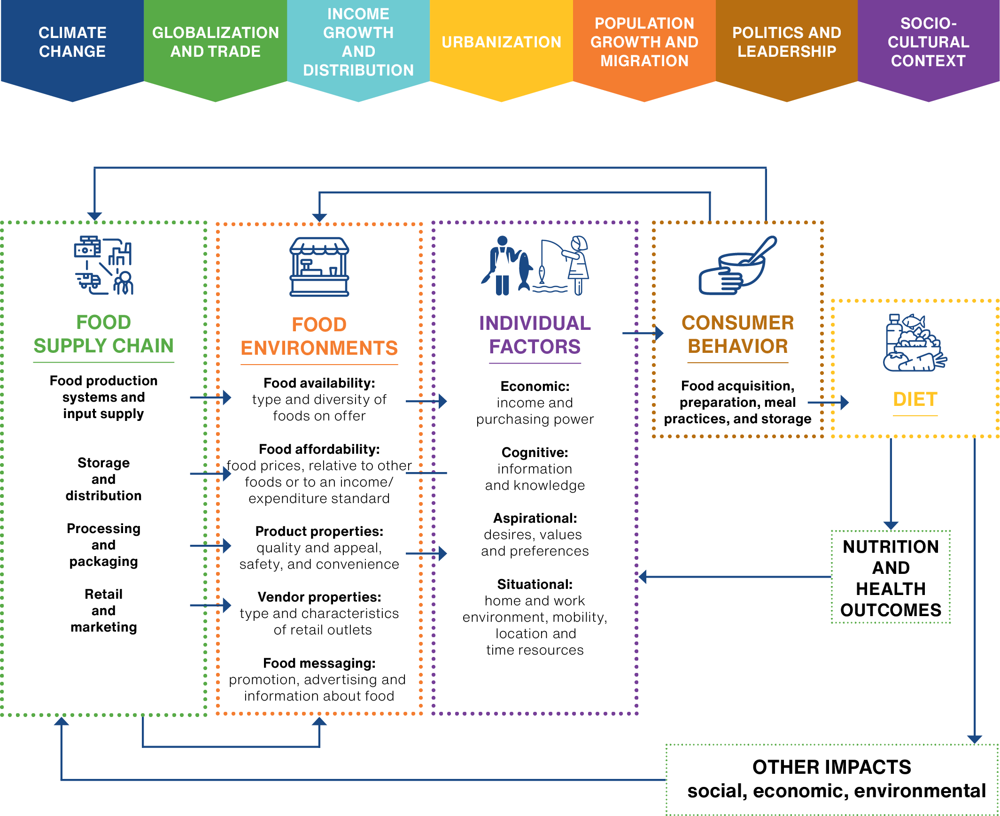 CLIMATE
CHANGE
GLOBALIZATION
AND TRADE
INCOME
GROWTH
AND
DISTRIBUTION
URBANIZATION
POPULATION
GROWTH AND
MIGRATION
POLITICS AND
LEADERSHIP
SOCIO-
CULTURAL
CONTEXT
FOOD
SUPPLY CHAIN
Food production
systems and
input supply
Storage
and
distribution
Processing
and
packaging
Retail
and
marketing
FOOD
ENVIRONMENTS
Food availability:
type and diversity of
foods on offer
Food affordability:
food prices, relative to other
foods or to an income/
expenditure standard
Product properties:
quality and appeal,
safety, and convenience
Vendor properties:
type and characteristics
of retail outlets
Food messaging:
promotion, advertising and
information about food
INDIVIDUAL
FACTORS
Economic:
income and
purchasing power
Cognitive:
information
and knowledge
Aspirational:
desires, values
and preferences
Situational:
home and work
environment, mobility,
location and
time resources
CONSUMER
BEHAVIOR
Food acquisition,
preparation, meal
practices, and storage
DIET
NUTRITION
AND
HEALTH
OUTCOMES
OTHER IMPACTS
social, economic, environmental